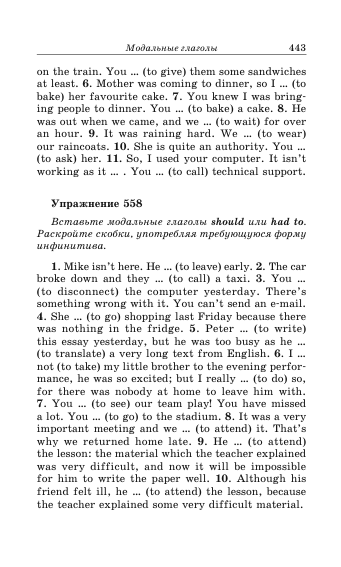 Модальные глаголы 443
on the train. You ... (to give) them some sandwiches
at least. 6. Mother was coming to dinner, so I ... (to
bake) her favourite cake. 7. You knew I was bring-
ing people to dinner. You ... (to bake) a cake. 8. He
was out when we came, and we ... (to wait) for over
an hour. 9. It was raining hard. We ... (to wear)
our raincoats. 10. She is quite an authority. You ...
(to ask) her. 11. So, I used your computer. It isn't
working as it ... . You ... (to call) technical support.
Упражнение 558
Вставьте модальные глаголы should или had to.
Раскройте скобки, употребляя требующуюся форму
инфинитива.
1. Mike isn't here. He ... (to leave) early. 2. The car
broke down and they ... (to call) a taxi. 3. You ...
(to disconnect) the computer yesterday. There's
something wrong with it. You can't send an e-mail.
4. She ... (to go) shopping last Friday because there
was nothing in the fridge. 5. Peter ... (to write)
this essay yesterday, but he was too busy as he ...
(to translate) a very long text from English. 6. I ...
not (to take) my little brother to the evening perfor-
mance, he was so excited; but I really ... (to do) so,
for there was nobody at home to leave him with.
7. You ... (to see) our team play! You have missed
a lot. You ... (to go) to the stadium. 8. It was a very
important meeting and we ... (to attend) it. That's
why we returned home late. 9. He ... (to attend)
the lesson: the material which the teacher explained
was very difficult, and now it will be impossible
for him to write the paper well. 10. Although his
friend felt ill, he ... (to attend) the lesson, because
the teacher explained some very difficult material.